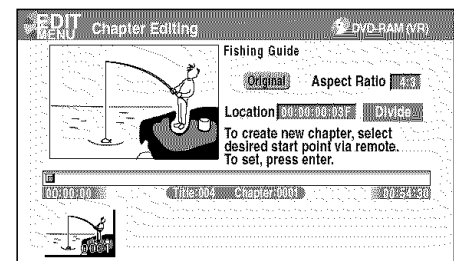 EDIT MENU Chapter Editing DVD-RAM (VR)
Fishing Guide
Original Aspect Ratio 4:3
Location 00:00:00:03F Divide
To create new chapter, select
desired start point via remote.
To set, press enter.
00:00:00 Title:004 Chapter:0001 00:54:30
0001